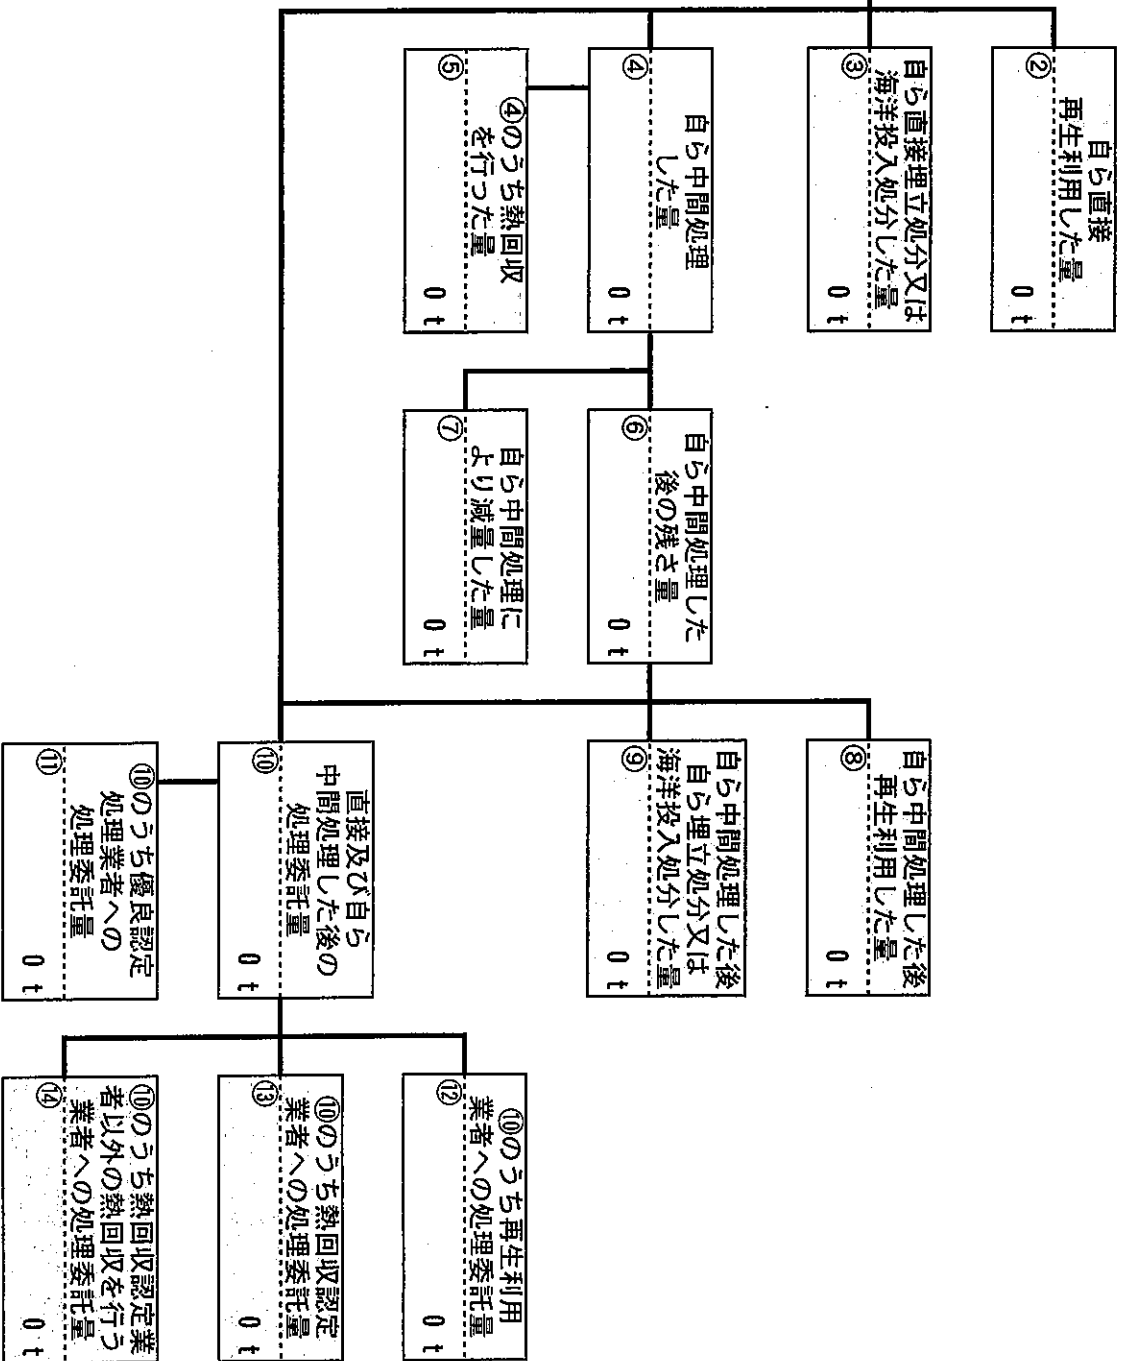 自ら直接
再生利用した量
②
0 t
自ら直接埋立処分又は
海洋投入処分した量
③
0 t
自ら中間処理
した量
④
0 t
④のうち熱回収
を行った量
⑤
0 t
自ら中間処理した
後の残さ量
⑥
0 t
自ら中間処理に
より減量した量
⑦
0 t
自ら中間処理した後
再生利用した量
⑧
0 t
自ら中間処理した後
自ら埋立処分又は
海洋投入処分した量
⑨
0 t
直接及び自ら
中間処理した後の
処理委託量
⑩
0 t
⑩のうち優良認定
処理業者への
処理委託量
⑪
0 t
⑩のうち再生利用
業者への処理委託量
⑫
0 t
⑩のうち熱回収認定
業者への処理委託量
⑬
0 t
⑩のうち熱回収認定業
者以外の熱回収を行う
業者への処理委託量
⑭
0 t